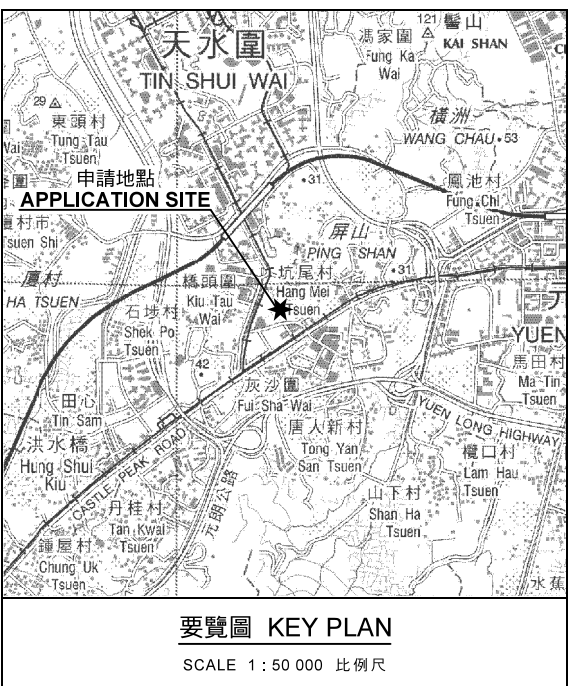 天水圍
TIN SHUI WAI
馮家圍
Fung Ka
Wai
121
髻山
KAI SHAN
29
東頭村
Tung Tau
Tsuen
Wai
橫洲
WANG CHAU
53
申請地點
APPLICATION SITE
31
鳳池村
Fung Chi
Tsuen
村市
tsuen Shi
屏山
PING SHAN
廈村
HA TSUEN
橋頭圍
Kiu Tau
Wai
坑尾村
Hang Mei
Tsuen
31
石埗村
Shek Po
Tsuen
YUEN
馬田村
Ma Tin
Tsuen
42
灰沙圍
Fui Sha Wai
田心
Tin Sam
唐人新村
Tong Yan
San Tsuen
YUEN LONG HIGHWAY
洪水橋
Hung Shui
Kiu
CASTLE PEAK ROAD
欖口村
Lam Hau
Tsuen
丹桂村
Tan Kwai
Tsuen
元朗公路
山下村
Shan Ha
Tsuen
鍾屋村
Chung Uk
Tsuen
水蕉
要覽圖 KEY PLAN
SCALE 1 : 50 000 比例尺